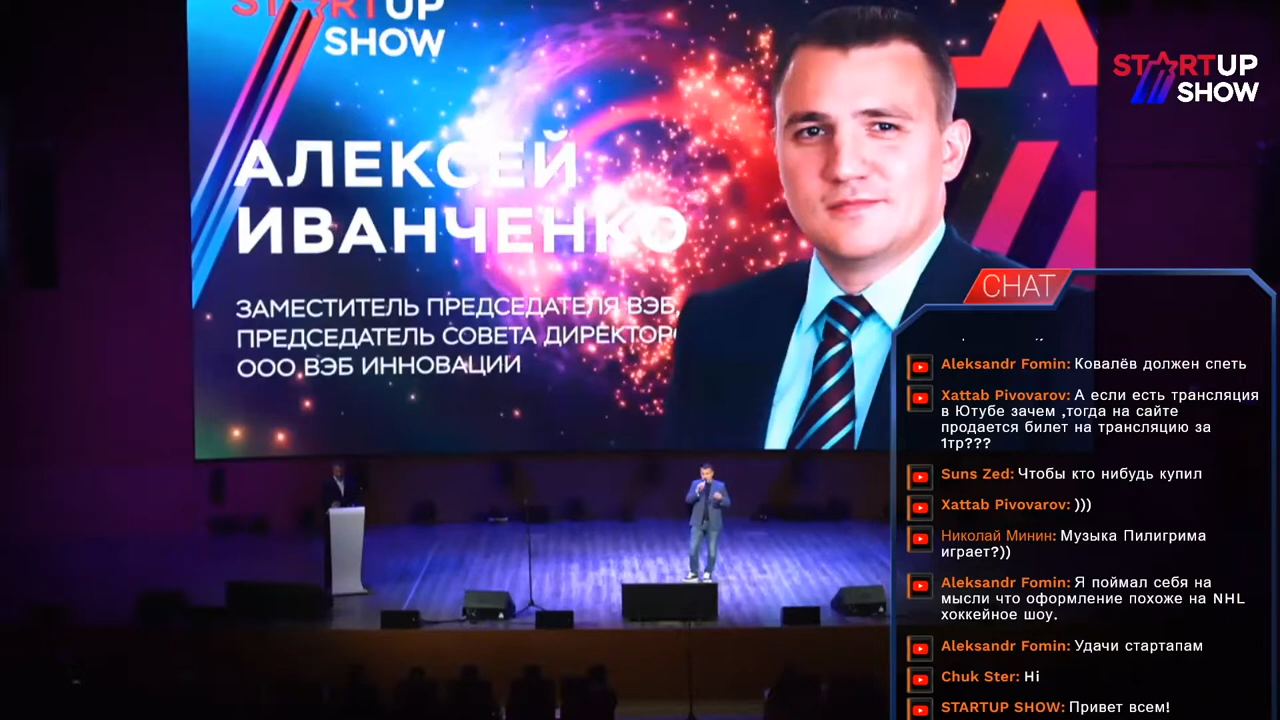 STARTUP
SHOW
STARTUP
SHOW
АЛЕКСЕЙ
ИВАНЧЕНКО
ЗАМЕСТИТЕЛЬ ПРЕДСЕДАТЕЛЯ ВЭБ,
ПРЕДСЕДАТЕЛЬ СОВЕТА ДИРЕКТОРО
ООО ВЭБ ИННОВАЦИИ
CHAT
Aleksandr Fomin: Ковалёв должен спеть
Xattab Pivovarov: А если есть трансляция
в Ютубе зачем ,тогда на сайте
продается билет на трансляцию за
1тр???
Suns Zed: Чтобы кто нибудь купил
Xattab Pivovarov: )))
Николай Минин: Музыка Пилигрима
играет?))
Aleksandr Fomin: Я поймал себя на
мысли что оформление похоже на NHL
хоккейное шоу.
Aleksandr Fomin: Удачи стартапам
Chuk Ster: Hi
STARTUP SHOW: Привет всем!